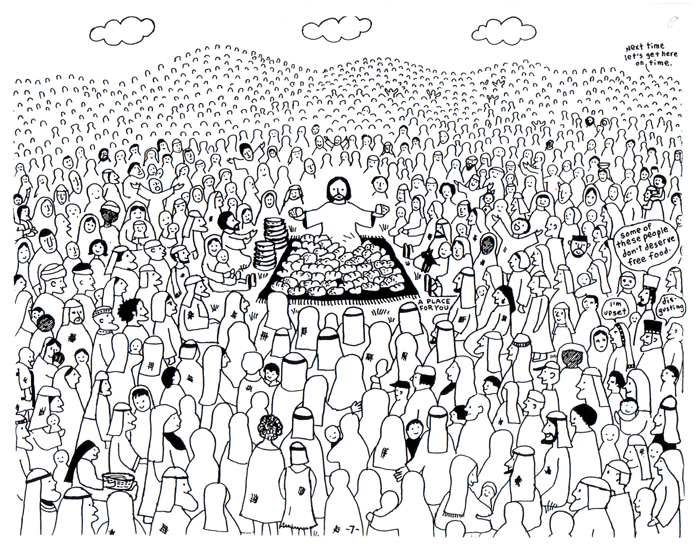 Next time
let's get here
on time.
some of
these people
don't deserve
free food.
I'm
upset
dis-
gusting
A PLACE
FOR YOU
-7-